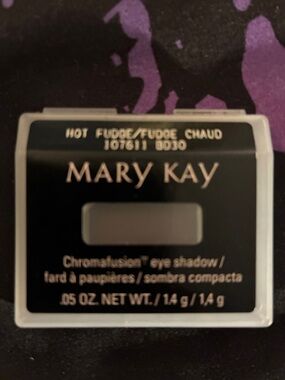 HOT FUDGE/FUDGE CHAUD
107611 BD30
MARY KAY
Chromafusion™ eye shadow /
fard à paupières / sombra compacta
.05 OZ. NET WT. / 1.4 g / 1,4 g